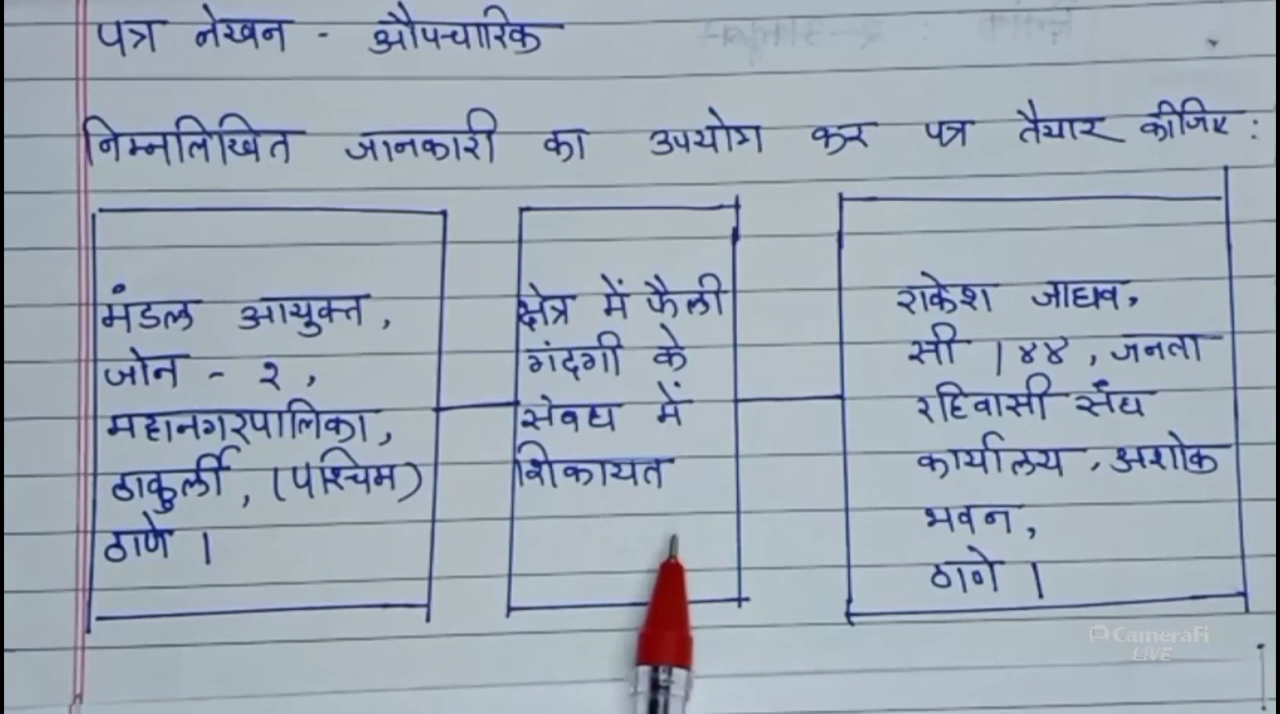 पत्र लेखन - औपचारिक
निम्नलिखित जानकारी का उपयोग कर पत्र तैयार कीजिए :
मंडल आयुक्त,
जोन - २,
महानगरपालिका,
ठाकुर्ली, (पश्चिम)
ठाणे ।
क्षेत्र में फैली
गंदगी के
संबंध में
शिकायत
राकेश जाधव,
सी / ४४, जनता
रहिवासी संघ
कार्यालय, अशोक
भवन,
ठाणे ।
CameraFi
LIVE